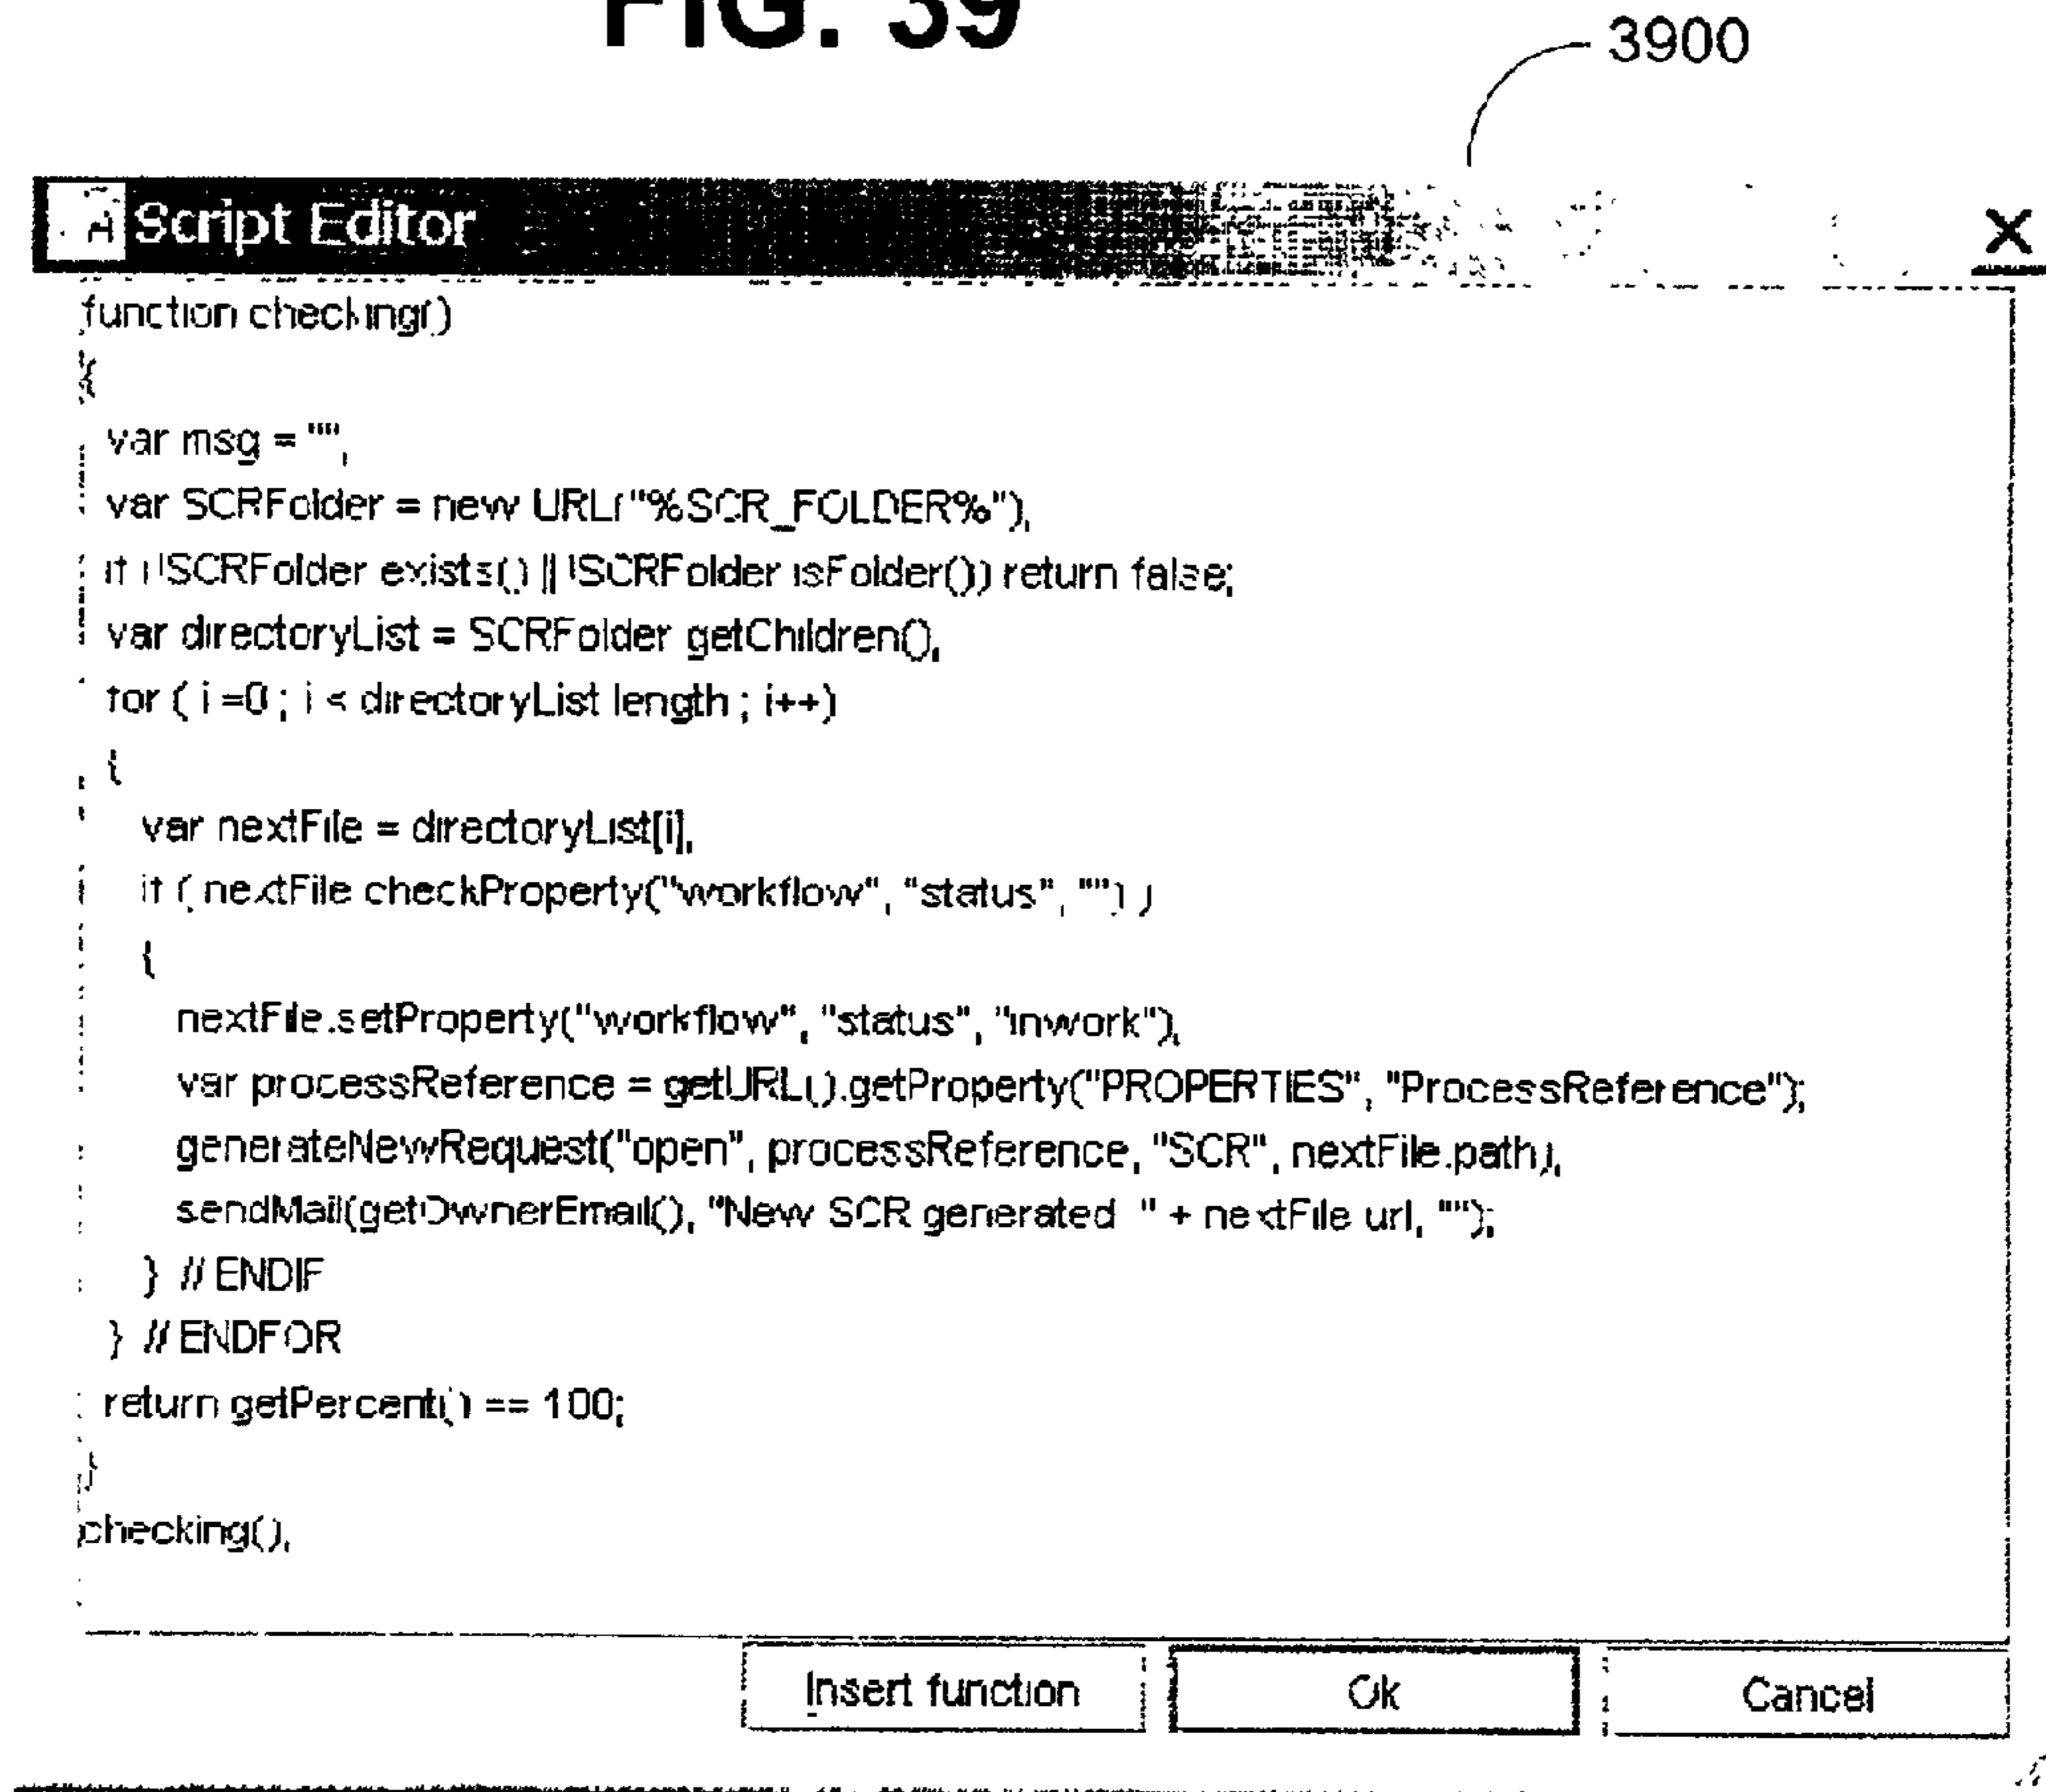 FIG. 39
3900
Script Editor
function checking()
{
var msg = "";
var SCRFolder = new URL("%SCR_FOLDER%");
if (!SCRFolder.exists() || !SCRFolder.isFolder()) return false;
var directoryList = SCRFolder.getChildren();
for ( i =0 ; i < directoryList.length ; i++)
{
var nextFile = directoryList[i];
if ( nextFile.checkProperty("workflow", "status", "") )
{
nextFile.setProperty("workflow", "status", "inwork");
var processReference = getURL().getProperty("PROPERTIES", "ProcessReference");
generateNewRequest("open", processReference, "SCR", nextFile.path);
sendMail(getOwnerEmail(), "New SCR generated  " + nextFile.url, "");
} // ENDIF
} // ENDFOR
return getPercent() == 100;
}
checking();
Insert function
Ok
Cancel